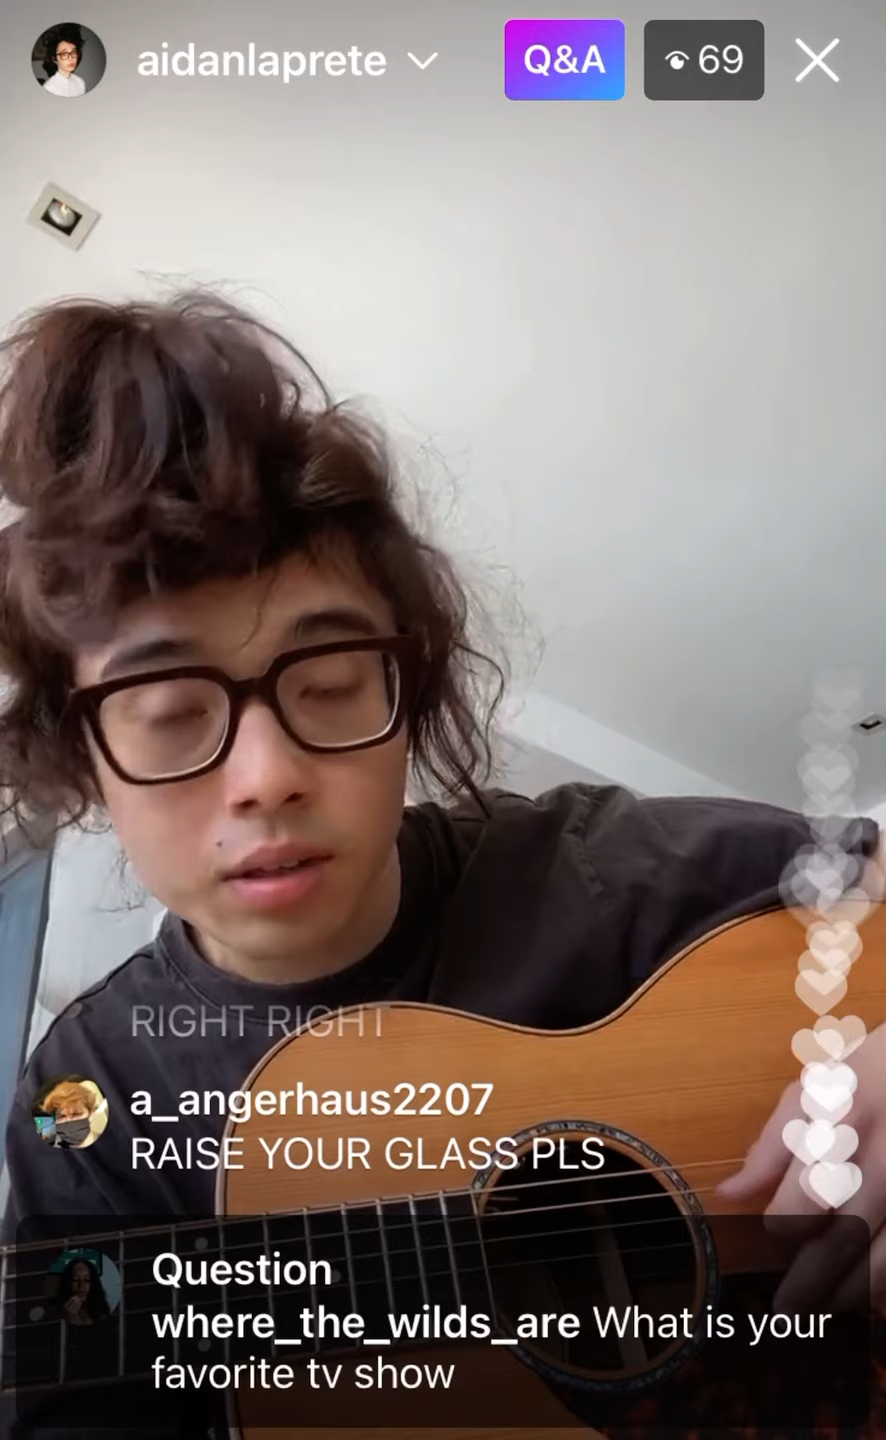 aidanlaprete
Q&A
69
RIGHT RIGHT
a_angerhaus2207
RAISE YOUR GLASS PLS
Question
where_the_wilds_are What is your
favorite tv show